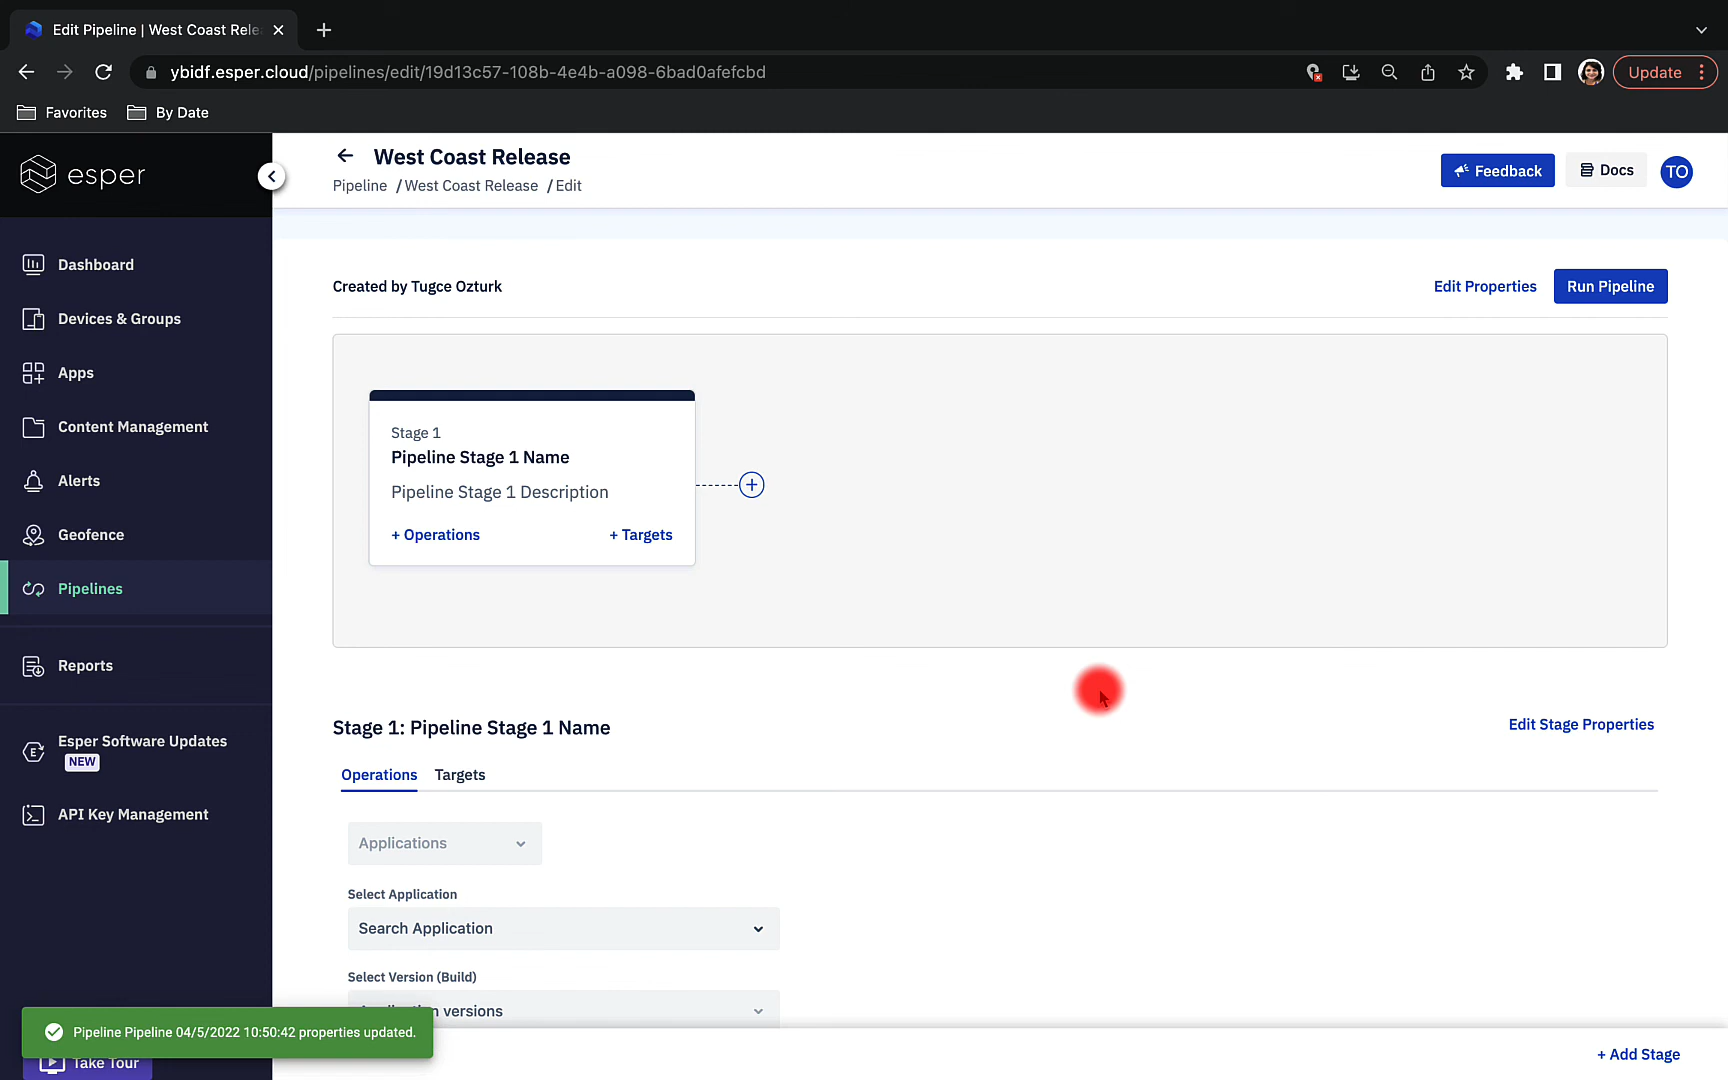 Edit Pipeline | West Coast Rele
ybidf.esper.cloud/pipelines/edit/19d13c57-108b-4e4b-a098-6bad0afefcbd
Update
Favorites
By Date
esper
West Coast Release
Pipeline / West Coast Release / Edit
Feedback
Docs
TO
Dashboard
Devices & Groups
Apps
Content Management
Alerts
Geofence
Pipelines
Reports
Esper Software Updates
NEW
API Key Management
Created by Tugce Ozturk
Edit Properties
Run Pipeline
Stage 1
Pipeline Stage 1 Name
Pipeline Stage 1 Description
+ Operations
+ Targets
Stage 1: Pipeline Stage 1 Name
Edit Stage Properties
Operations
Targets
Applications
Select Application
Search Application
Select Version (Build)
versions
Pipeline Pipeline 04/5/2022 10:50:42 properties updated.
Take Tour
+ Add Stage